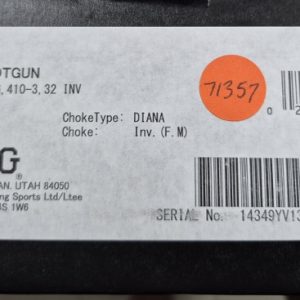 OTGUN
,410-3,32 INV
71357
ChokeType: DIANA
Choke: Inv.(F.M)
G®
AN. UTAH 84050
ng Sports Ltd/Ltee
S 1W6
SERIAL No. 14349YV13